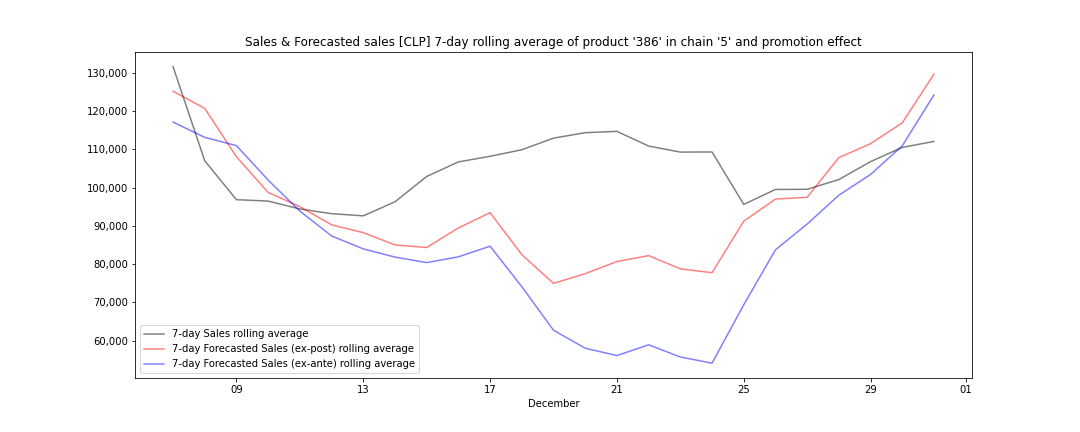 Sales & Forecasted sales [CLP] 7-day rolling average of product '386' in chain '5' and promotion effect
130,000
120,000
110,000
100,000
90,000
80,000
70,000
60,000
7-day Sales rolling average
7-day Forecasted Sales (ex-post) rolling average
7-day Forecasted Sales (ex-ante) rolling average
09 13 17 21 25 29 01
December